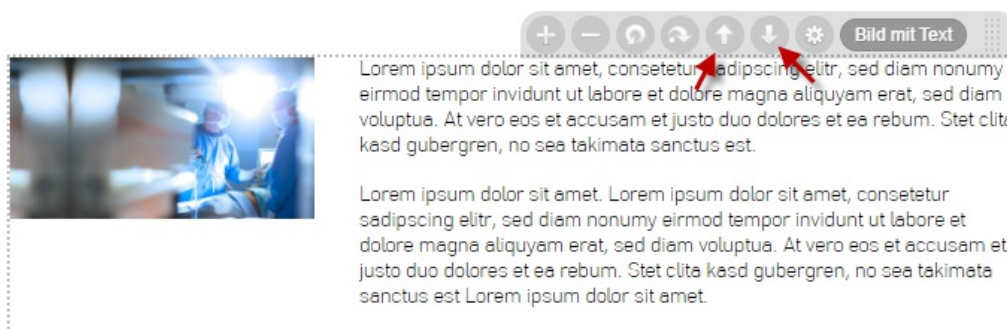 Bild mit Text
Lorem ipsum dolor sit amet, consetetur sadipscing elitr, sed diam nonumy
eirmod tempor invidunt ut labore et dolore magna aliquyam erat, sed diam
voluptua. At vero eos et accusam et justo duo dolores et ea rebum. Stet clita
kasd gubergren, no sea takimata sanctus est.
Lorem ipsum dolor sit amet. Lorem ipsum dolor sit amet, consetetur
sadipscing elitr, sed diam nonumy eirmod tempor invidunt ut labore et
dolore magna aliquyam erat, sed diam voluptua. At vero eos et accusam et
justo duo dolores et ea rebum. Stet clita kasd gubergren, no sea takimata
sanctus est Lorem ipsum dolor sit amet.